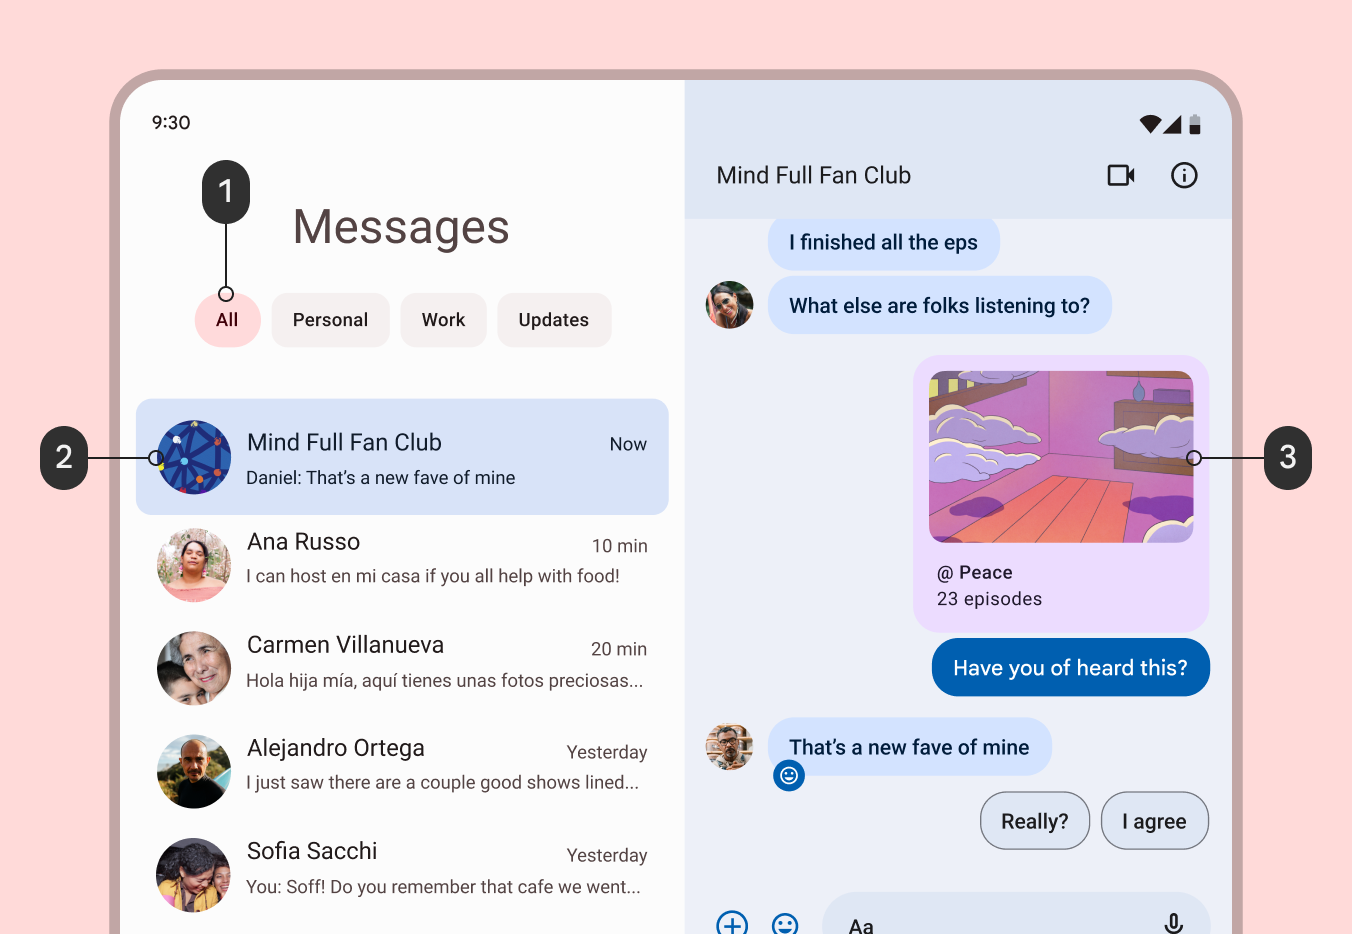 9:30
1
Messages
All
Personal
Work
Updates
2
Mind Full Fan Club
Now
Daniel: That's a new fave of mine
Ana Russo
10 min
I can host en mi casa if you all help with food!
Carmen Villanueva
20 min
Hola hija mía, aquí tienes unas fotos preciosas...
Alejandro Ortega
Yesterday
I just saw there are a couple good shows lined...
Sofia Sacchi
Yesterday
You: Soff! Do you remember that cafe we went...
Mind Full Fan Club
I finished all the eps
What else are folks listening to?
3
@ Peace
23 episodes
Have you of heard this?
That's a new fave of mine
Really?
I agree
Aa